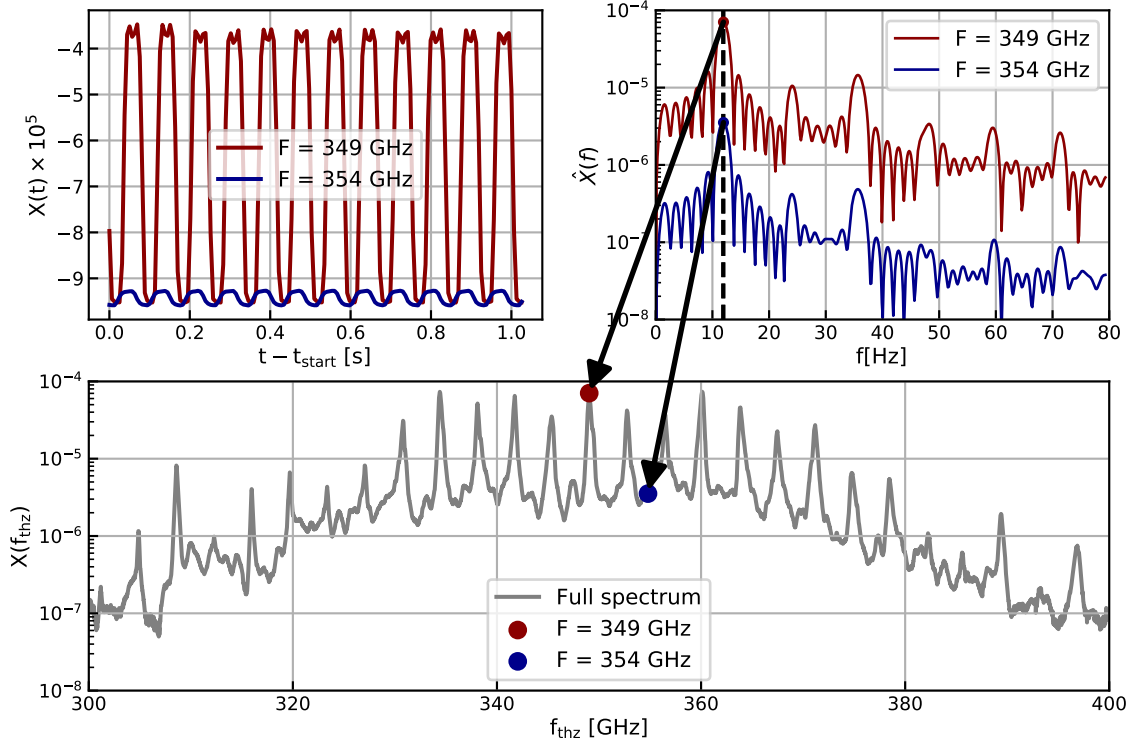 X(t) × 10⁵
−4
−5
−6
−7
−8
−9
F = 349 GHz
F = 354 GHz
0.0 0.2 0.4 0.6 0.8 1.0
t − t_start [s]
X̂(f)
10⁻⁴
10⁻⁵
10⁻⁶
10⁻⁷
10⁻⁸
F = 349 GHz
F = 354 GHz
0 10 20 30 40 50 60 70 80
f[Hz]
X(f_thz)
10⁻⁴
10⁻⁵
10⁻⁶
10⁻⁷
10⁻⁸
Full spectrum
F = 349 GHz
F = 354 GHz
300 320 340 360 380 400
f_thz [GHz]